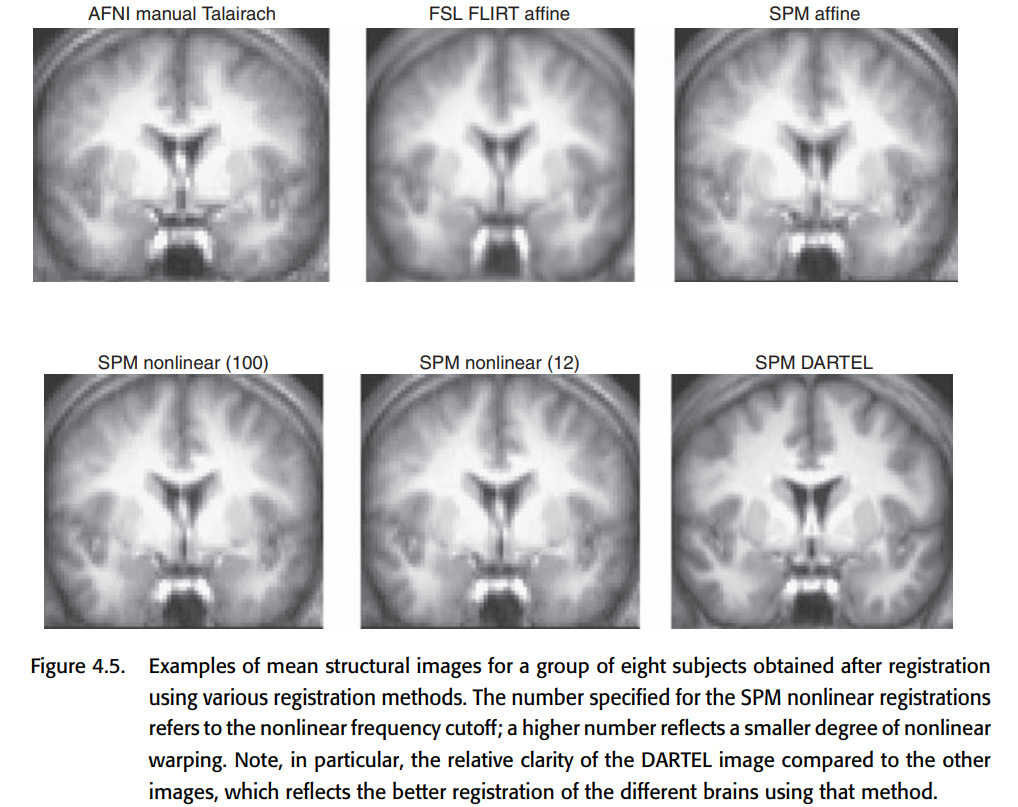 AFNI manual Talairach
FSL FLIRT affine
SPM affine
SPM nonlinear (100)
SPM nonlinear (12)
SPM DARTEL
Figure 4.5. Examples of mean structural images for a group of eight subjects obtained after registration
using various registration methods. The number specified for the SPM nonlinear registrations
refers to the nonlinear frequency cutoff; a higher number reflects a smaller degree of nonlinear
warping. Note, in particular, the relative clarity of the DARTEL image compared to the other
images, which reflects the better registration of the different brains using that method.